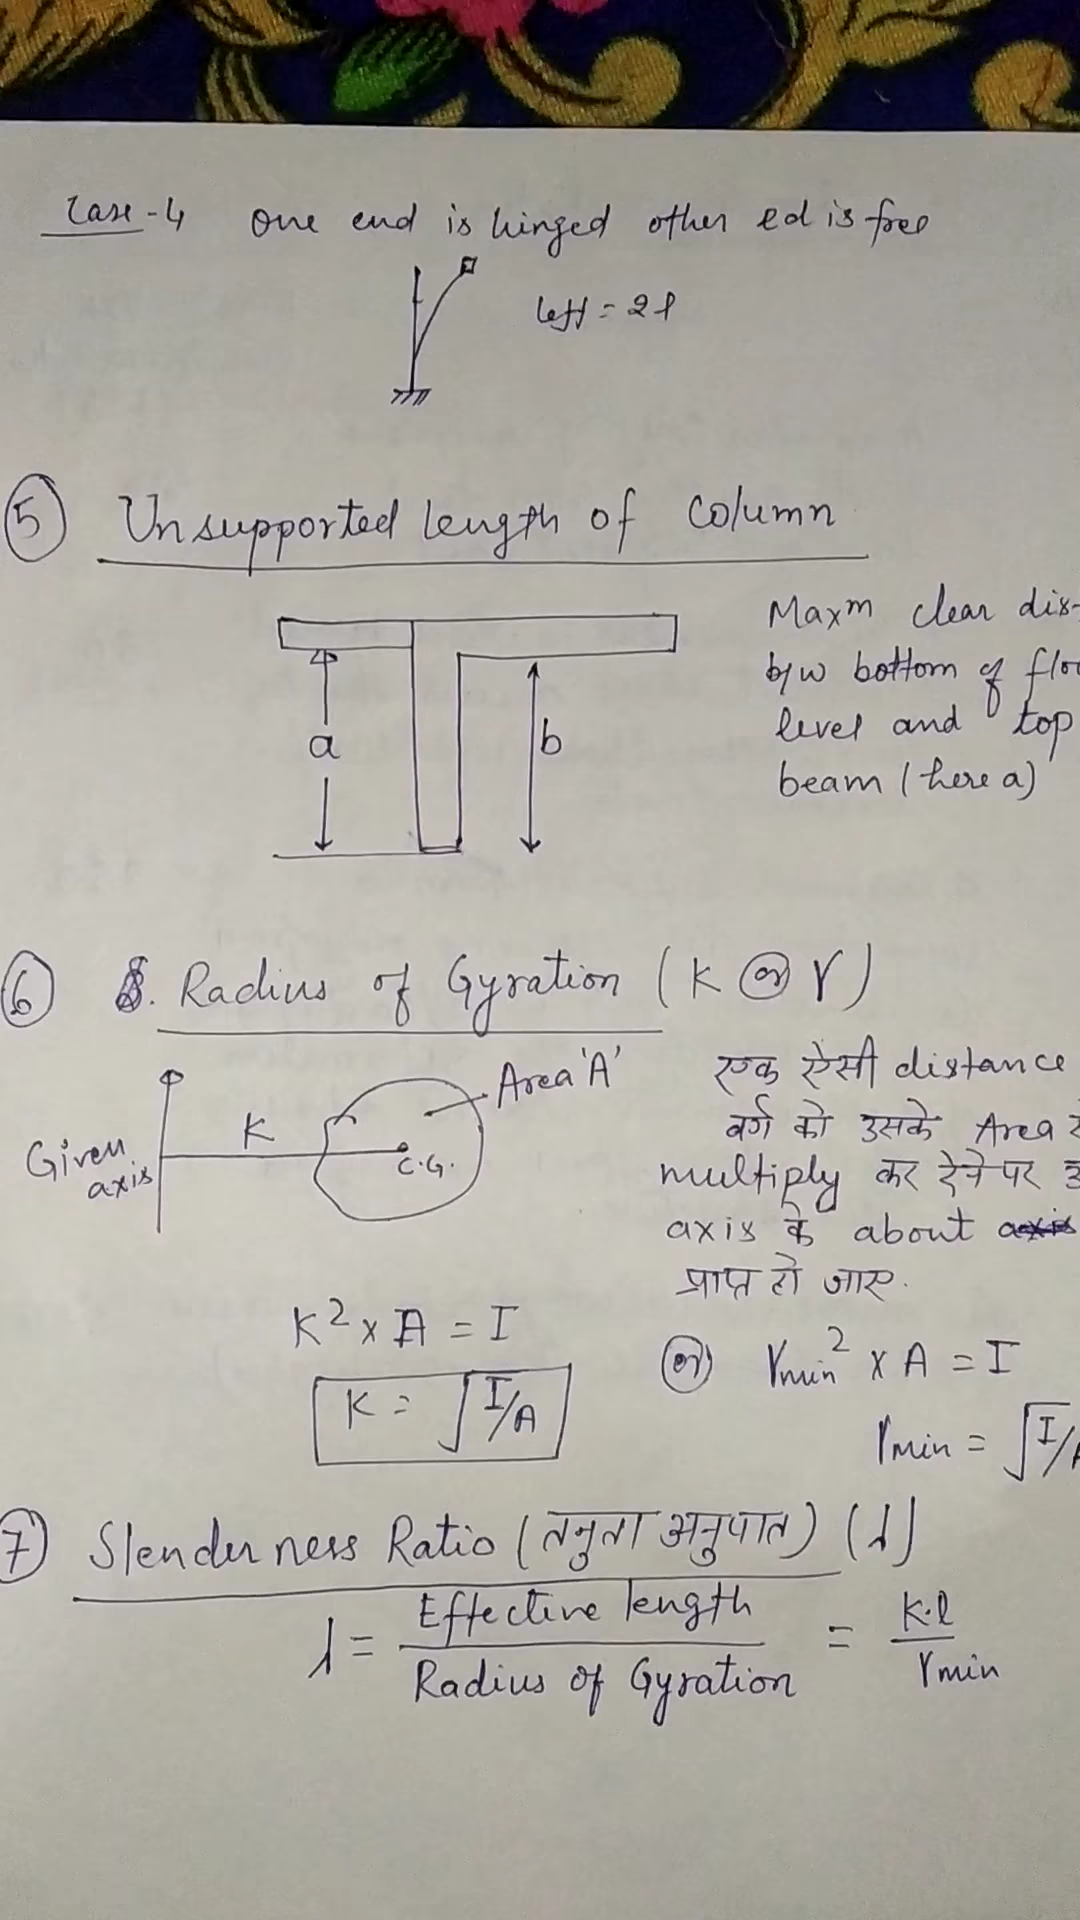 Case-4 One end is hinged other ed is free
leff = 2l
5 Unsupported length of Column
Maxm clear dis-
b/w bottom of
level and top
beam (here a)
a
b
6 Radius of Gyration (K or r)
Area 'A'
Given
axis
K
C.G.
एक ऐसी distance
वर्ग को उसके Area
multiply कर देने पर
axis के about
प्राप्त हो जाए.
K² x A = I
K = √I/A
or rmin² x A = I
rmin = √I/
7 Slenderness Ratio (तनुता अनुपात) (λ)
λ = Effective length / Radius of Gyration = K.l / rmin